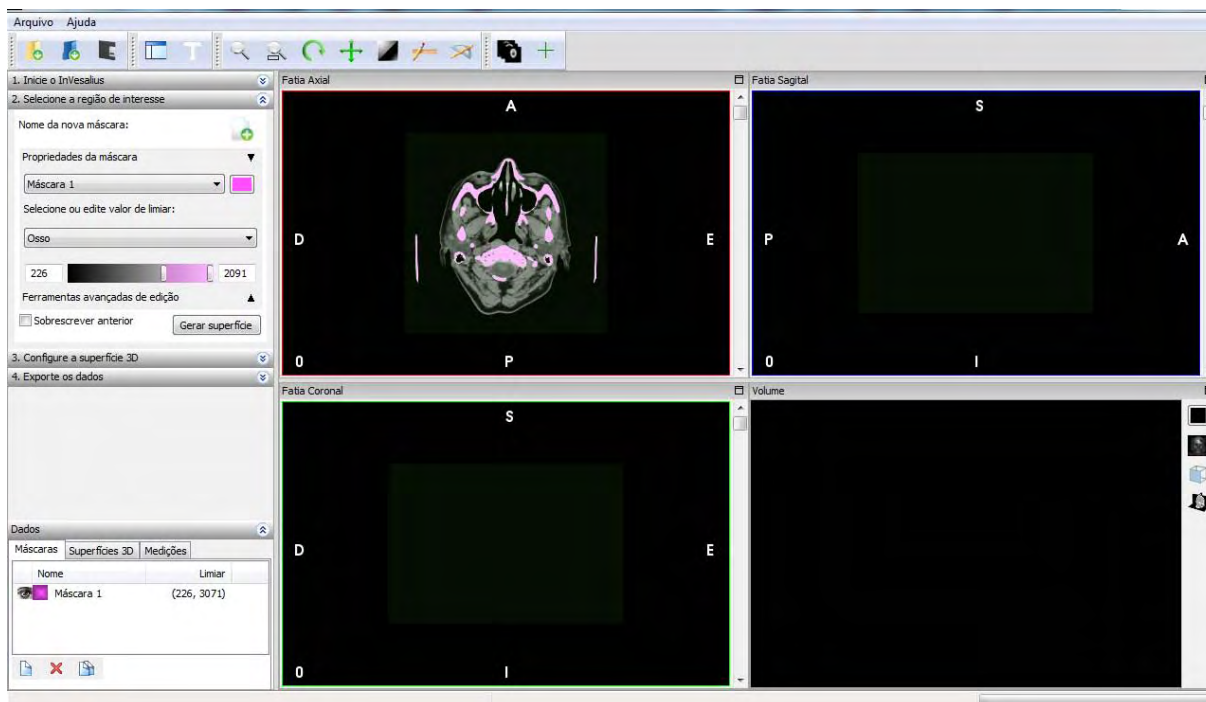 Arquivo Ajuda
1. Inicie o InVesalius
2. Selecione a região de interesse
Nome da nova máscara:
Propriedades da máscara
Máscara 1
Selecione ou edite valor de limiar:
Osso
226 2091
Ferramentas avançadas de edição
Sobrescrever anterior Gerar superfície
3. Configure a superfície 3D
4. Exporte os dados
Dados
Máscaras Superfícies 3D Medições
Nome Limiar
Máscara 1 (226, 3071)
Fatia Axial
A
D E
0 P
Fatia Sagital
S
P A
0 I
Fatia Coronal
S
D E
0 I
Volume